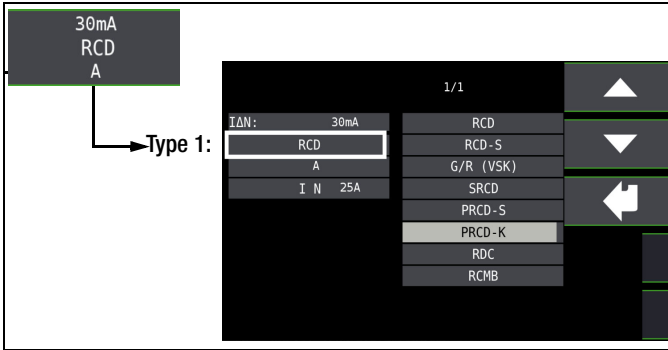 30mA
RCD
A
Type 1:
1/1
IΔN: 30mA
RCD
A
I N 25A
RCD
RCD-S
G/R (VSK)
SRCD
PRCD-S
PRCD-K
RDC
RCMB